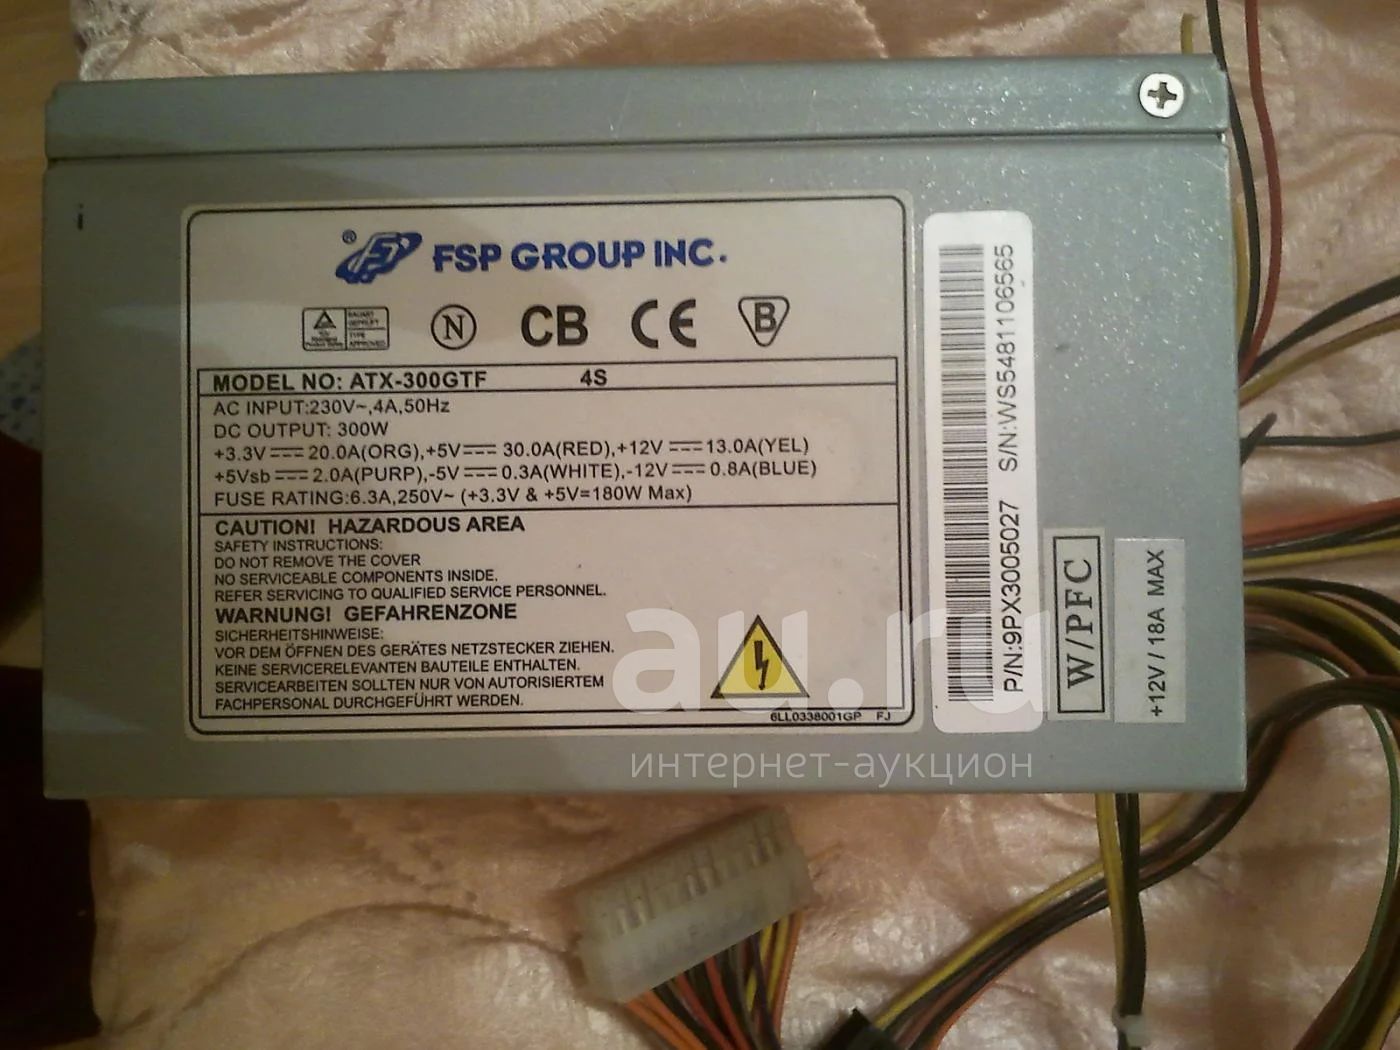 ® FSP GROUP INC.
BAUART
GEPRÜFT
TYPE
APPROVED
N CB CE B
MODEL NO: ATX-300GTF 4S
AC INPUT:230V~,4A,50Hz
DC OUTPUT: 300W
+3.3V⎓20.0A(ORG),+5V⎓30.0A(RED),+12V⎓13.0A(YEL)
+5Vsb⎓2.0A(PURP),-5V⎓0.3A(WHITE),-12V⎓0.8A(BLUE)
FUSE RATING:6.3A,250V~ (+3.3V & +5V=180W Max)
CAUTION! HAZARDOUS AREA
SAFETY INSTRUCTIONS:
DO NOT REMOVE THE COVER
NO SERVICEABLE COMPONENTS INSIDE.
REFER SERVICING TO QUALIFIED SERVICE PERSONNEL.
WARNUNG! GEFAHRENZONE
SICHERHEITSHINWEISE:
VOR DEM ÖFFNEN DES GERÄTES NETZSTECKER ZIEHEN.
KEINE SERVICERELEVANTEN BAUTEILE ENTHALTEN.
SERVICEARBEITEN SOLLTEN NUR VON AUTORISIERTEM
FACHPERSONAL DURCHGEFÜHRT WERDEN.
6LL0338001GP FJ
P/N:9PX3005027 S/N:WS5481106565
W/PFC
+12V / 18A MAX
au.ru
интернет-аукцион